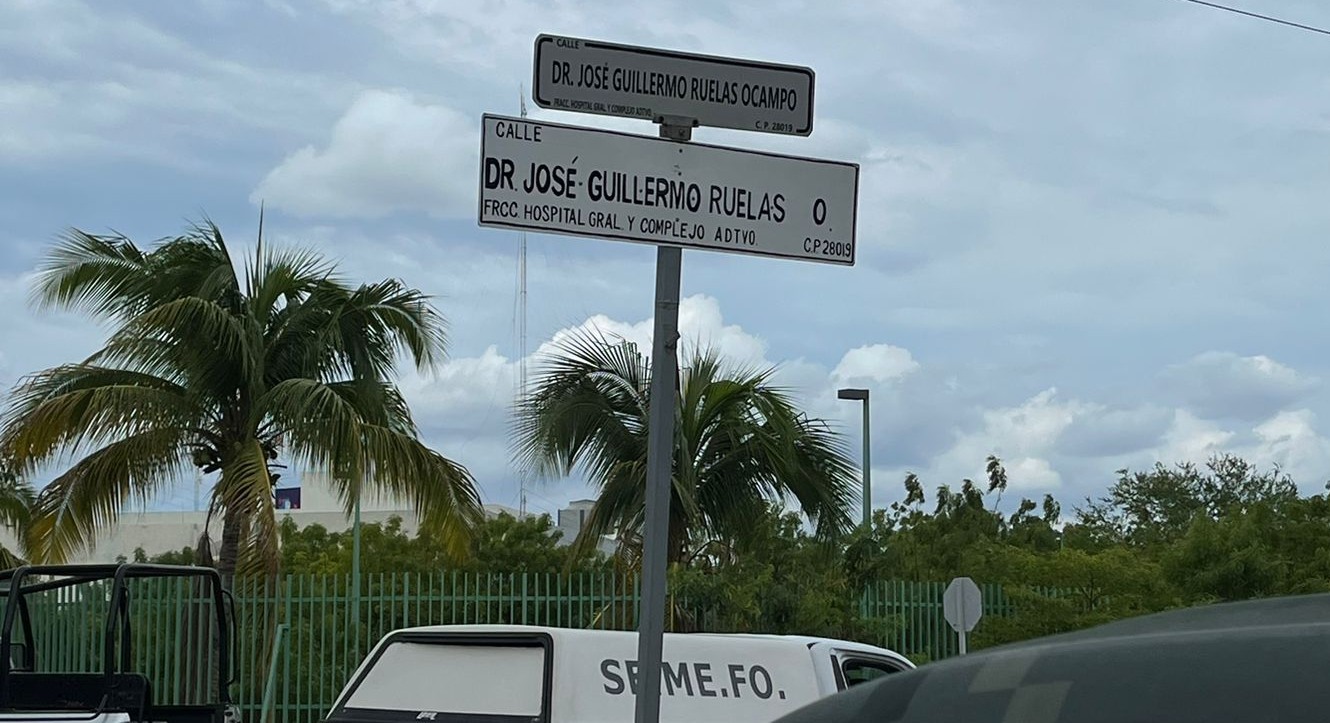 CALLE
DR. JOSÉ GUILLERMO RUELAS OCAMPO
FRACC. HOSPITAL GRAL. Y COMPLEJO ADTVO.
C. P. 28019
CALLE
DR. JOSÉ GUILLERMO RUELAS O.
FRCC. HOSPITAL GRAL. Y COMPLEJO ADTVO.
C.P. 28019
SE.ME.FO.